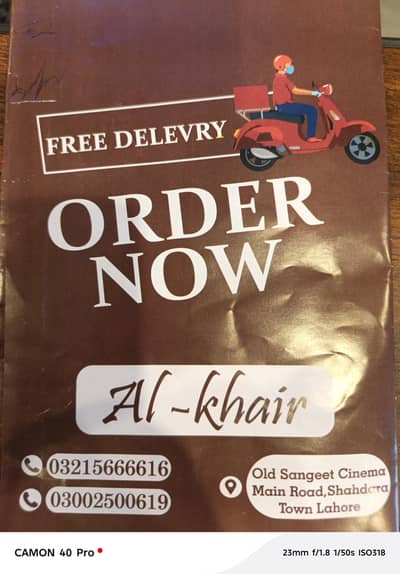 FREE DELEVRY
ORDER
NOW
Al-khair
03215666616
03002500619
Old Sangeet Cinema
Main Road,Shahdara
Town Lahore
CAMON 40 Pro
23mm f/1.8 1/50s ISO318